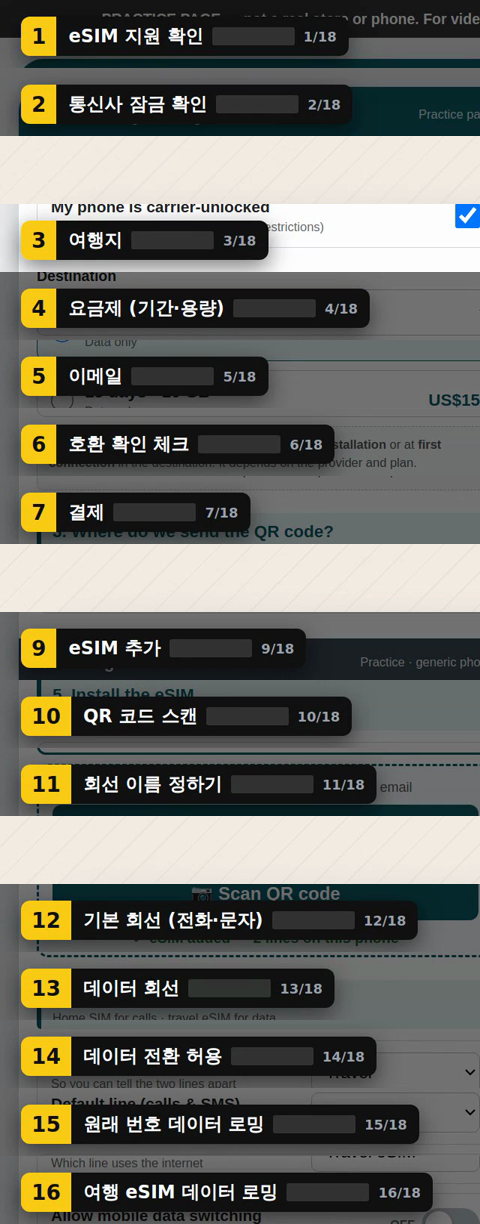 PRACTICE PAGE
or phone. For vide
1 eSIM 지원 확인 1/18
2 통신사 잠금 확인 2/18
Practice pa
My phone is carrier-unlocked
estrictions)
3 여행지 3/18
Destination
4 요금제 (기간·용량) 4/18
Data only
5 이메일 5/18
US$15
6 호환 확인 체크 6/18
stallation or at first
connection in the destination. It depends on the provider and plan.
7 결제 7/18
3. Where do we send the QR code?
9 eSIM 추가 9/18
Practice · generic pho
5. Install the eSIM
10 QR 코드 스캔 10/18
11 회선 이름 정하기 11/18
email
Scan QR code
12 기본 회선 (전화·문자) 12/18
13 데이터 회선 13/18
Home SIM for calls · travel eSIM for data
14 데이터 전환 허용 14/18
So you can tell the two lines apart
Travel
Default line (calls & SMS)
15 원래 번호 데이터 로밍 15/18
Which line uses the internet
Travel eSIM
16 여행 eSIM 데이터 로밍 16/18
Allow mobile data switching
OFF